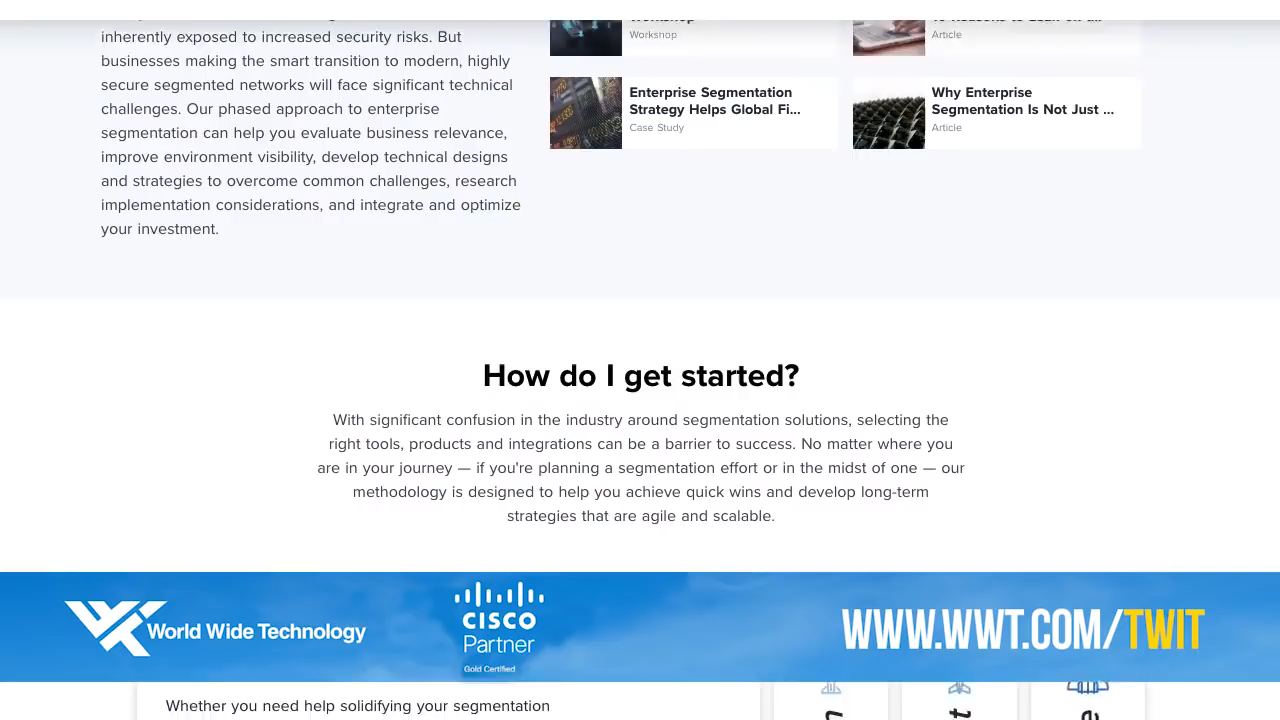 inherently exposed to increased security risks. But
businesses making the smart transition to modern, highly
secure segmented networks will face significant technical
challenges. Our phased approach to enterprise
segmentation can help you evaluate business relevance,
improve environment visibility, develop technical designs
and strategies to overcome common challenges, research
implementation considerations, and integrate and optimize
your investment.
Workshop
Workshop
Article
Enterprise Segmentation
Strategy Helps Global Fi...
Case Study
Why Enterprise
Segmentation Is Not Just ...
Article
How do I get started?
With significant confusion in the industry around segmentation solutions, selecting the
right tools, products and integrations can be a barrier to success. No matter where you
are in your journey — if you're planning a segmentation effort or in the midst of one — our
methodology is designed to help you achieve quick wins and develop long-term
strategies that are agile and scalable.
World Wide Technology
CISCO
Partner
Gold Certified
WWW.WWT.COM/TWIT
Whether you need help solidifying your segmentation